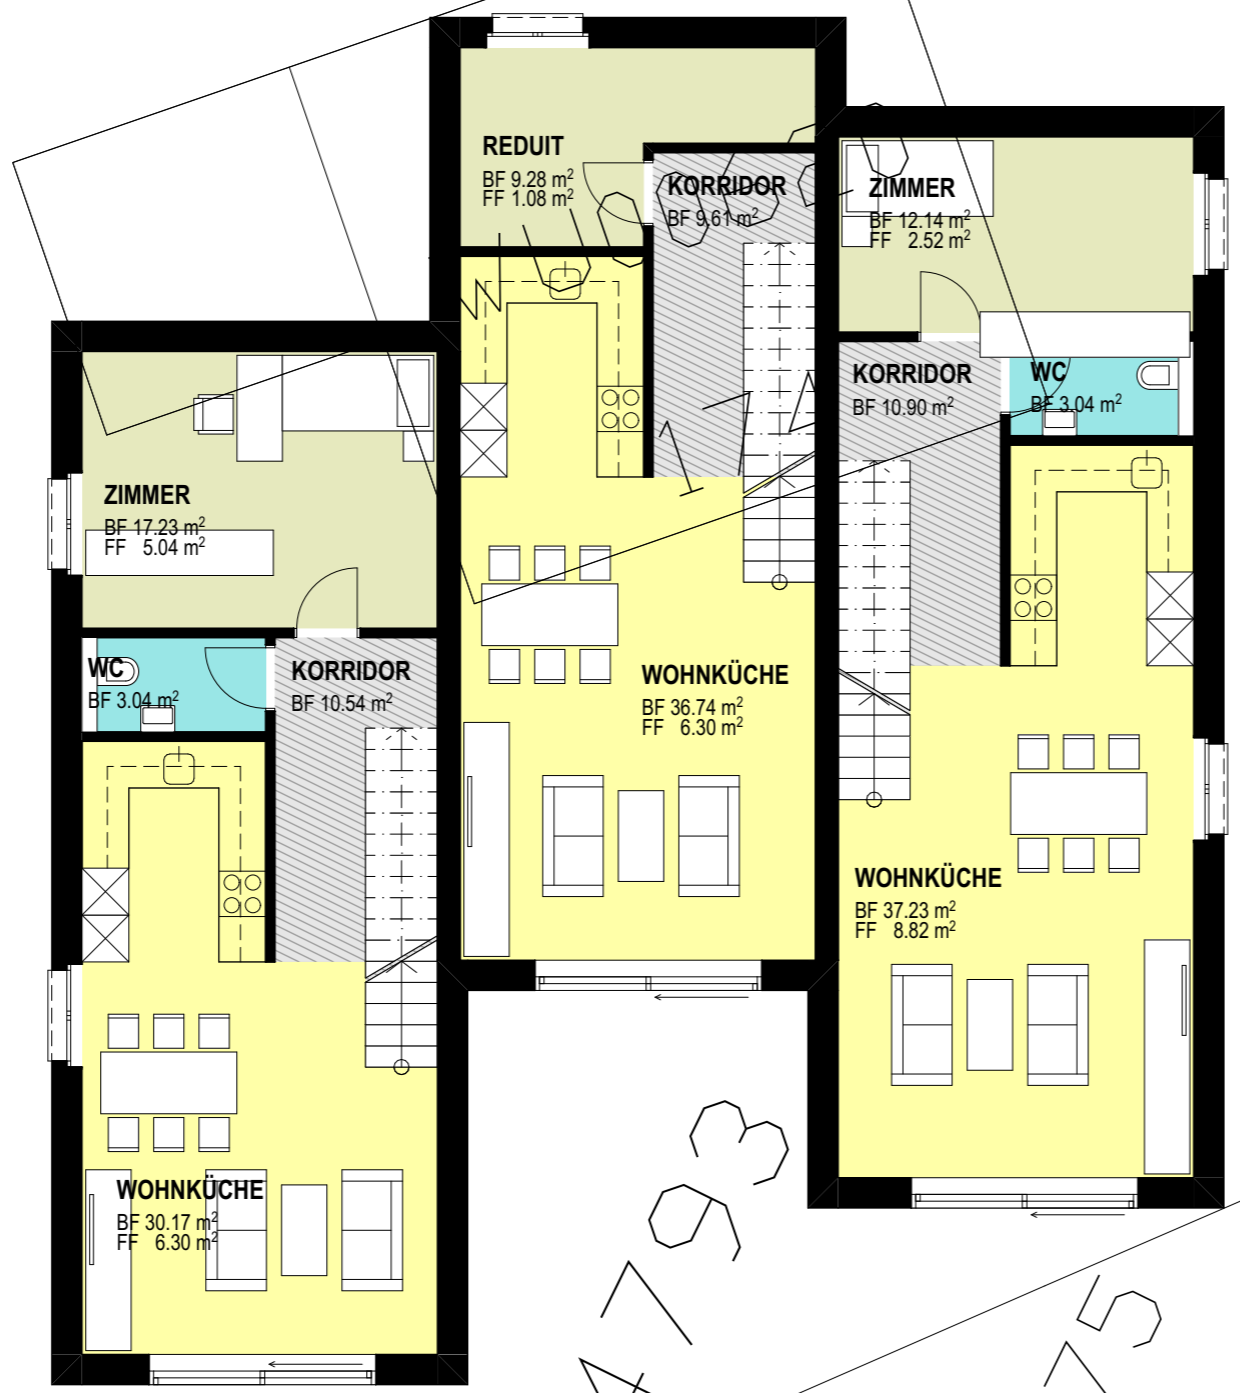 REDUIT
BF 9.28 m²
FF 1.08 m²
KORRIDOR
BF 9.61 m²
ZIMMER
BF 12.14 m²
FF 2.52 m²
KORRIDOR
BF 10.90 m²
WC
BF 3.04 m²
ZIMMER
BF 17.23 m²
FF 5.04 m²
WC
BF 3.04 m²
KORRIDOR
BF 10.54 m²
WOHNKÜCHE
BF 36.74 m²
FF 6.30 m²
WOHNKÜCHE
BF 37.23 m²
FF 8.82 m²
WOHNKÜCHE
BF 30.17 m²
FF 6.30 m²